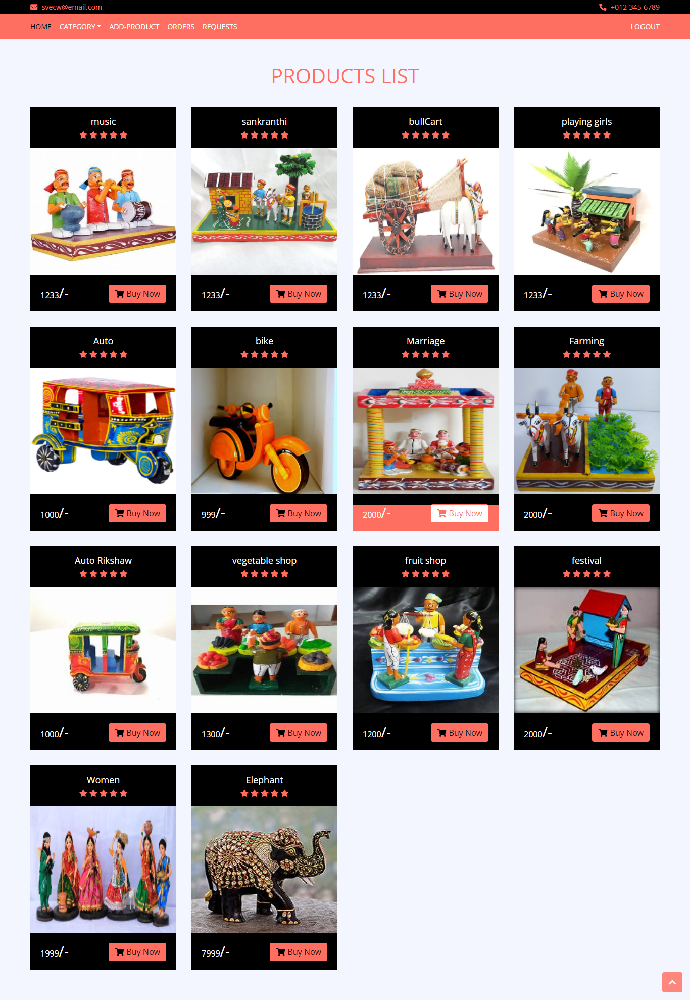 svecw@email.com +012-345-6789
HOME CATEGORY ADD-PRODUCT ORDERS REQUESTS LOGOUT
PRODUCTS LIST
music sankranthi bullCart playing girls
1233/- Buy Now 1233/- Buy Now 1233/- Buy Now 1233/- Buy Now
Auto bike Marriage Farming
1000/- Buy Now 999/- Buy Now 2000/- Buy Now 2000/- Buy Now
Auto Rikshaw vegetable shop fruit shop festival
1000/- Buy Now 1300/- Buy Now 1200/- Buy Now 2000/- Buy Now
Women Elephant
1999/- Buy Now 7999/- Buy Now